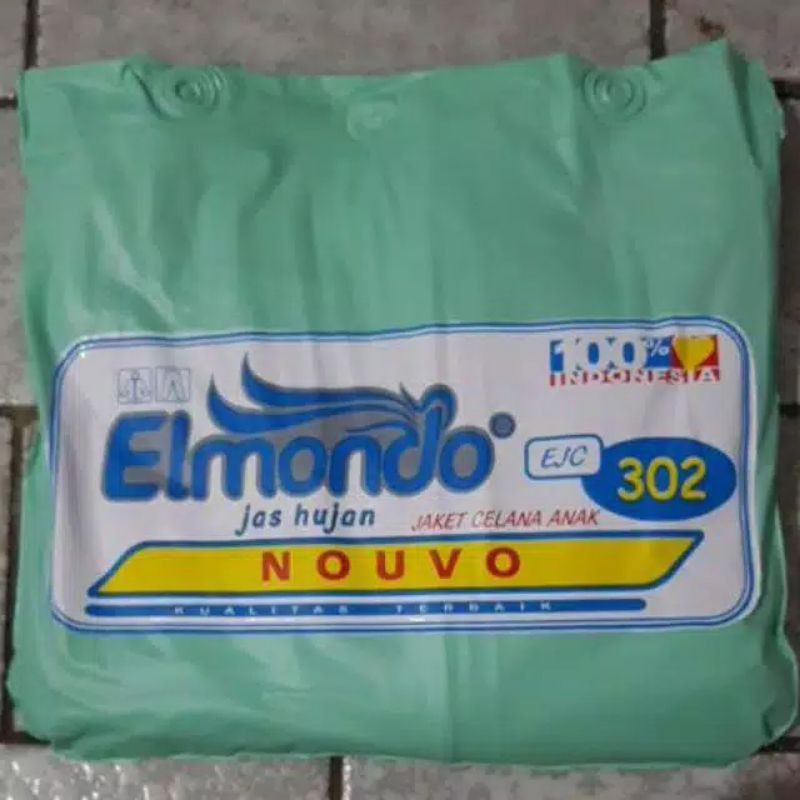 100% INDONESIA
Elmondo®
jas hujan
JAKET CELANA ANAK
EJC
302
NOUVO
KUALITAS TERBAIK